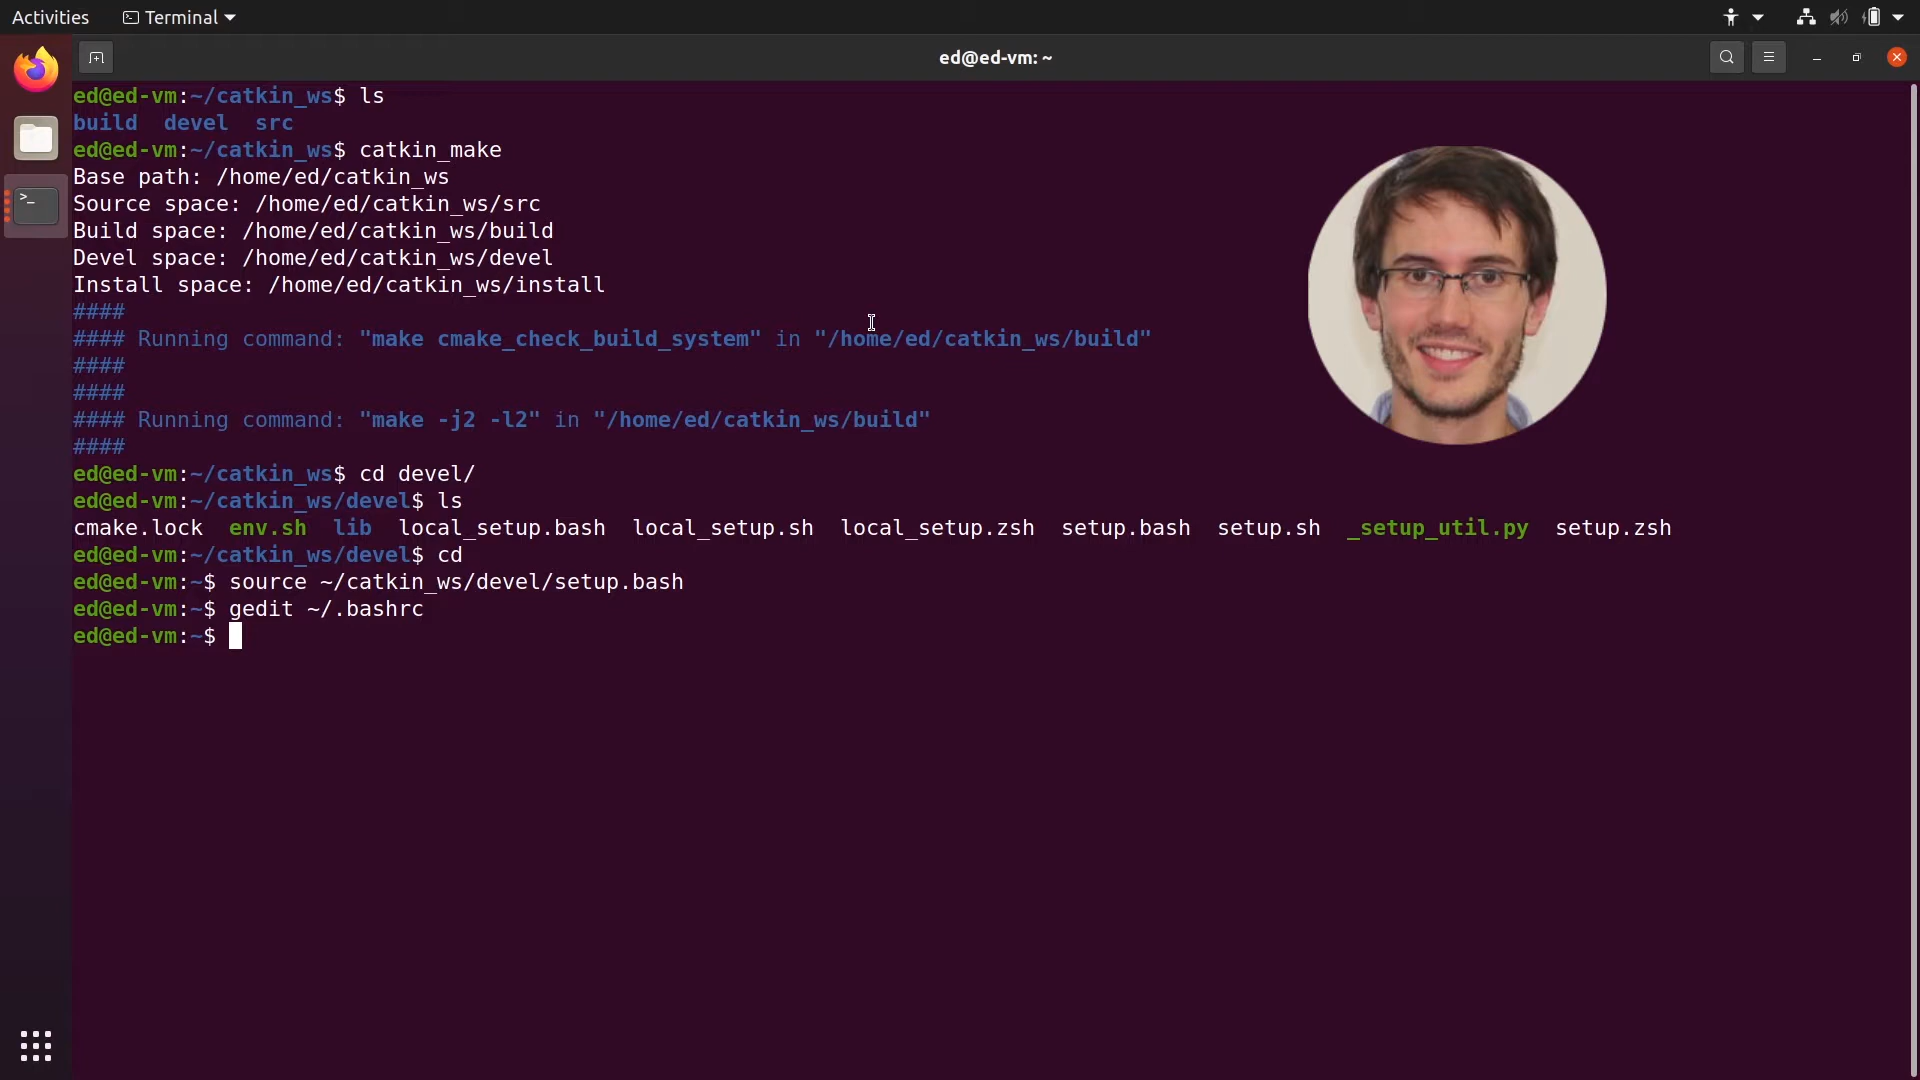 Activities Terminal
ed@ed-vm: ~
ed@ed-vm:~/catkin_ws$ ls
build  devel  src
ed@ed-vm:~/catkin_ws$ catkin_make
Base path: /home/ed/catkin_ws
Source space: /home/ed/catkin_ws/src
Build space: /home/ed/catkin_ws/build
Devel space: /home/ed/catkin_ws/devel
Install space: /home/ed/catkin_ws/install
####
#### Running command: "make cmake_check_build_system" in "/home/ed/catkin_ws/build"
####
####
#### Running command: "make -j2 -l2" in "/home/ed/catkin_ws/build"
####
ed@ed-vm:~/catkin_ws$ cd devel/
ed@ed-vm:~/catkin_ws/devel$ ls
cmake.lock  env.sh  lib  local_setup.bash  local_setup.sh  local_setup.zsh  setup.bash  setup.sh  _setup_util.py  setup.zsh
ed@ed-vm:~/catkin_ws/devel$ cd
ed@ed-vm:~$ source ~/catkin_ws/devel/setup.bash
ed@ed-vm:~$ gedit ~/.bashrc
ed@ed-vm:~$